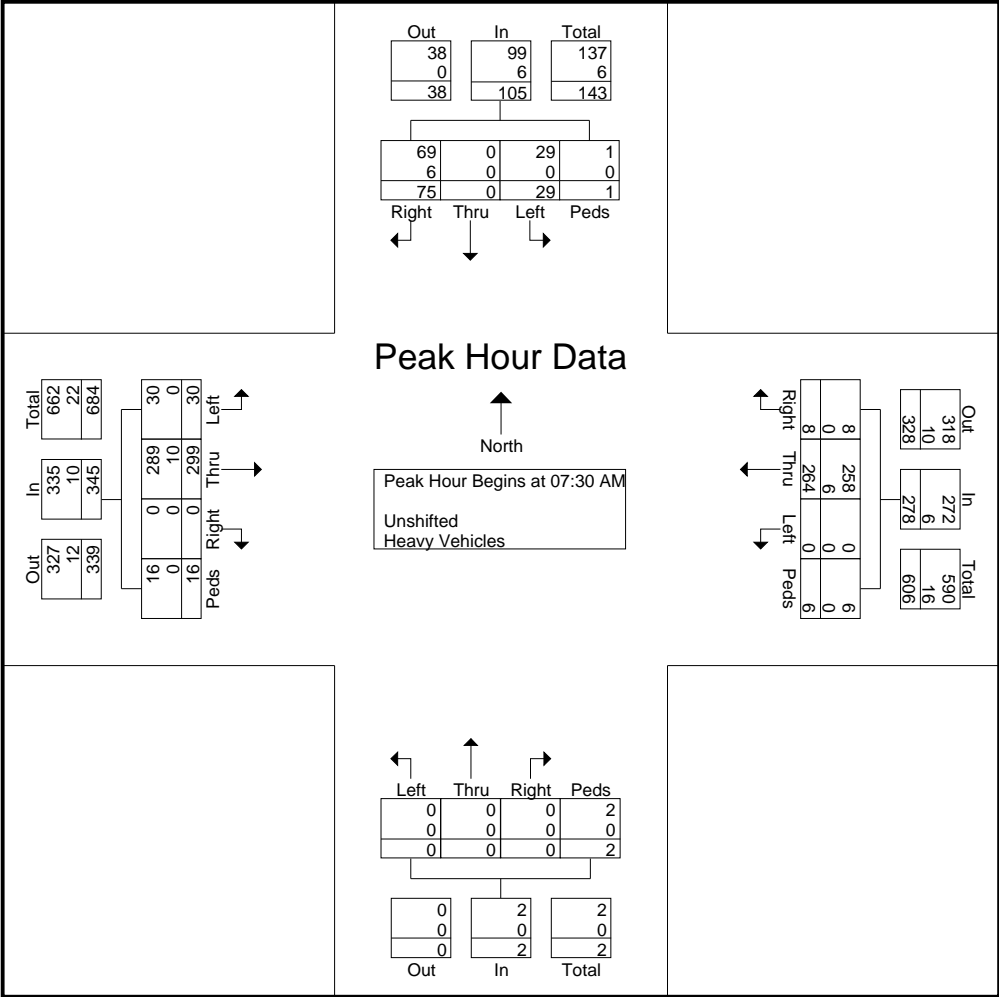 Out In Total
38 99 137
0 6 6
38 105 143
69 0 29 1
6 0 0 0
75 0 29 1
Right Thru Left Peds
Peak Hour Data
North
Peak Hour Begins at 07:30 AM
Unshifted
Heavy Vehicles
Total
662
22
684
In
335
10
345
Out
327
12
339
30
0
30
Left
289
10
299
Thru
0
0
0
Right
16
0
16
Peds
Right
8
0
8
Thru
258
6
264
Left
0
0
0
Peds
6
0
6
Out
318
10
328
In
272
6
278
Total
590
16
606
Left Thru Right Peds
0 0 0 2
0 0 0 0
0 0 0 2
0 2 2
0 0 0
0 2 2
Out In Total